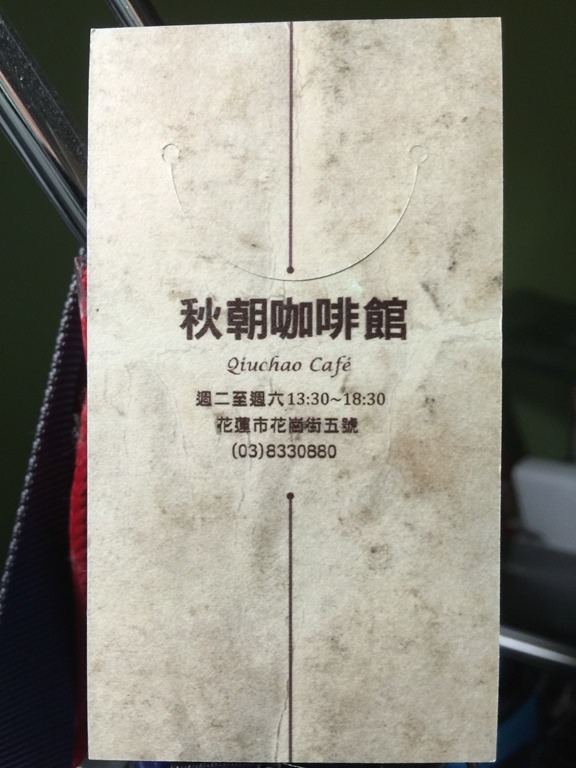 秋朝咖啡館
Qiuchao Café
週二至週六13:30~18:30
花蓮市花崗街五號
(03)8330880